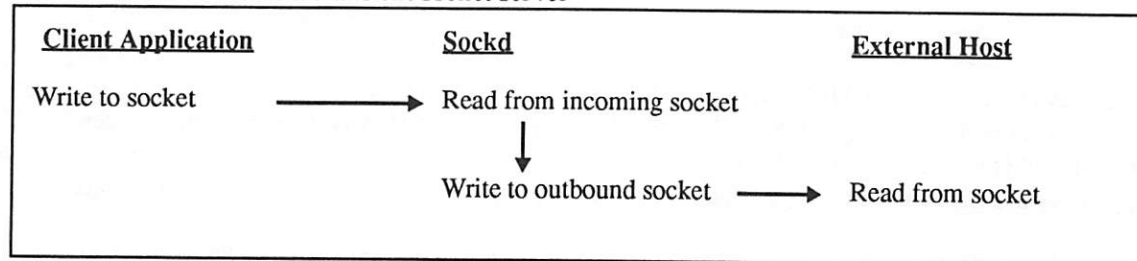 Client Application Sockd External Host
Write to socket Read from incoming socket
Write to outbound socket Read from socket